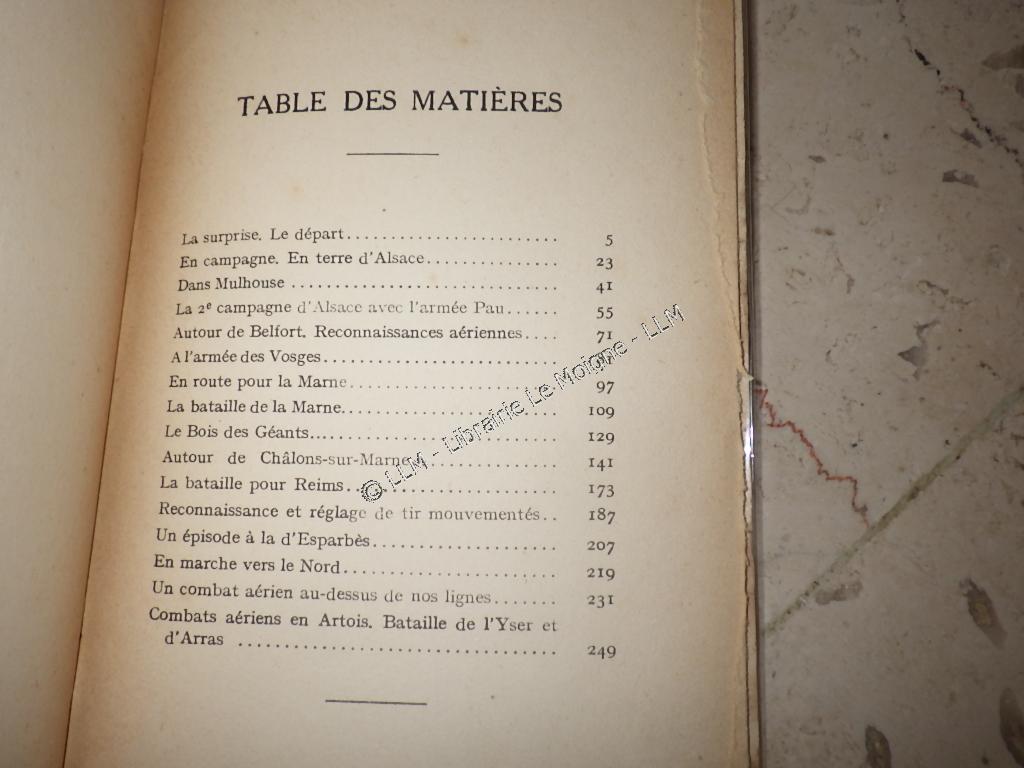 TABLE DES MATIÈRES
La surprise. Le départ........................ 5
En campagne. En terre d'Alsace............... 23
Dans Mulhouse ............................. 41
La 2e campagne d'Alsace avec l'armée Pau...... 55
Autour de Belfort. Reconnaissances aériennes.... 71
A l'armée des Vosges..........................
En route pour la Marne....................... 97
La bataille de la Marne....................... 109
Le Bois des Géants.......................... 129
Autour de Châlons-sur-Marne............... 141
La bataille pour Reims...................... 173
Reconnaissance et réglage de tir mouvementés.. 187
Un épisode à la d'Esparbès.................... 207
En marche vers le Nord....................... 219
Un combat aérien au-dessus de nos lignes....... 231
Combats aériens en Artois. Bataille de l'Yser et
d'Arras .................................. 249
© LLM - Librairie Le Moigne - LLM